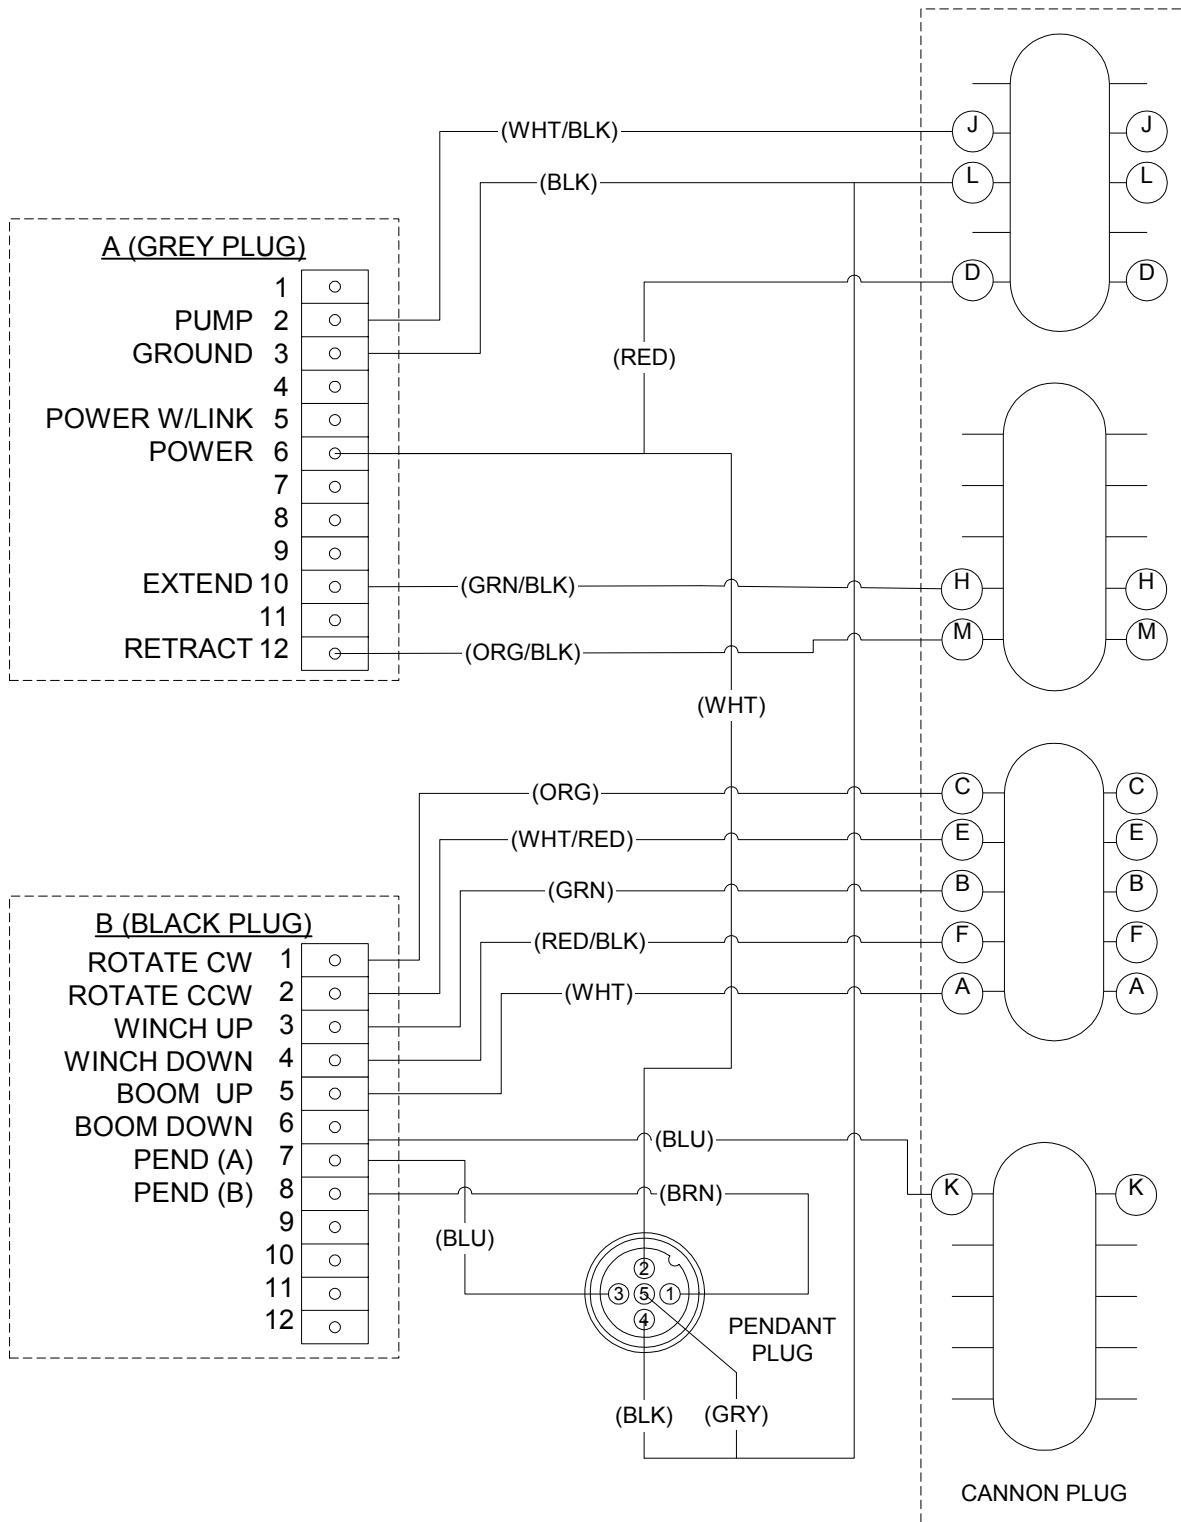 (WHT/BLK)
J J
(BLK)
L L
A (GREY PLUG)
D D
1
PUMP 2
GROUND 3
(RED)
4
POWER W/LINK 5
POWER 6
7
8
9
EXTEND 10
(GRN/BLK)
H H
11
RETRACT 12
(ORG/BLK)
M M
(WHT)
(ORG)
C C
(WHT/RED)
E E
(GRN)
B B
B (BLACK PLUG)
(RED/BLK)
F F
ROTATE CW 1
ROTATE CCW 2
(WHT)
A A
WINCH UP 3
WINCH DOWN 4
BOOM UP 5
BOOM DOWN 6
(BLU)
PEND (A) 7
PEND (B) 8
(BRN)
K K
9
(BLU)
10
2
11
3 5 1
12
4
PENDANT
PLUG
(BLK) (GRY)
CANNON PLUG